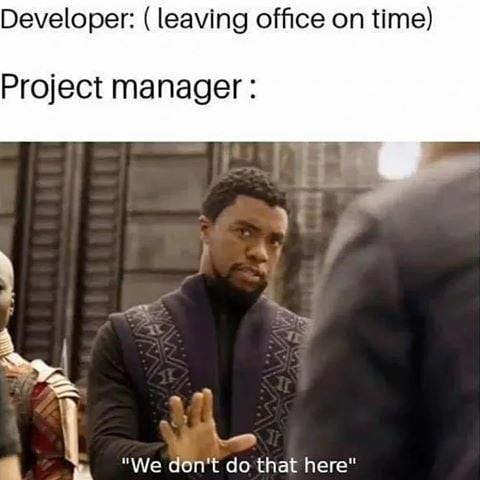 Developer: ( leaving office on time)
Project manager :
"We don't do that here"